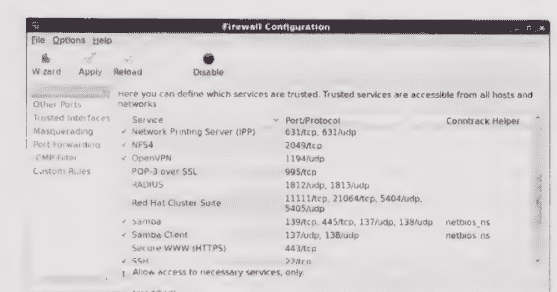 Firewall Configuration
File Options Help
Wizard Apply Reload Disable
Here you can define which services are trusted. Trusted services are accessible from all hosts and
networks
Other Ports
Trusted Interfaces
Masquerading
Port Forwarding
ICMP Filter
Custom Rules
Service Port/Protocol Conntrack Helper
✓ Network Printing Server (IPP) 631/tcp, 631/udp
✓ NFS4 2049/tcp
✓ OpenVPN 1194/udp
POP-3 over SSL 995/tcp
RADIUS 1812/udp, 1813/udp
Red Hat Cluster Suite 11111/tcp, 21064/tcp, 5404/udp,
5405/udp
✓ Samba 139/tcp, 445/tcp, 137/udp, 138/udp netbios_ns
✓ Samba Client 137/udp, 138/udp netbios_ns
Secure WWW (HTTPS) 443/tcp
✓ SSH 22/tcp
Allow access to necessary services, only.